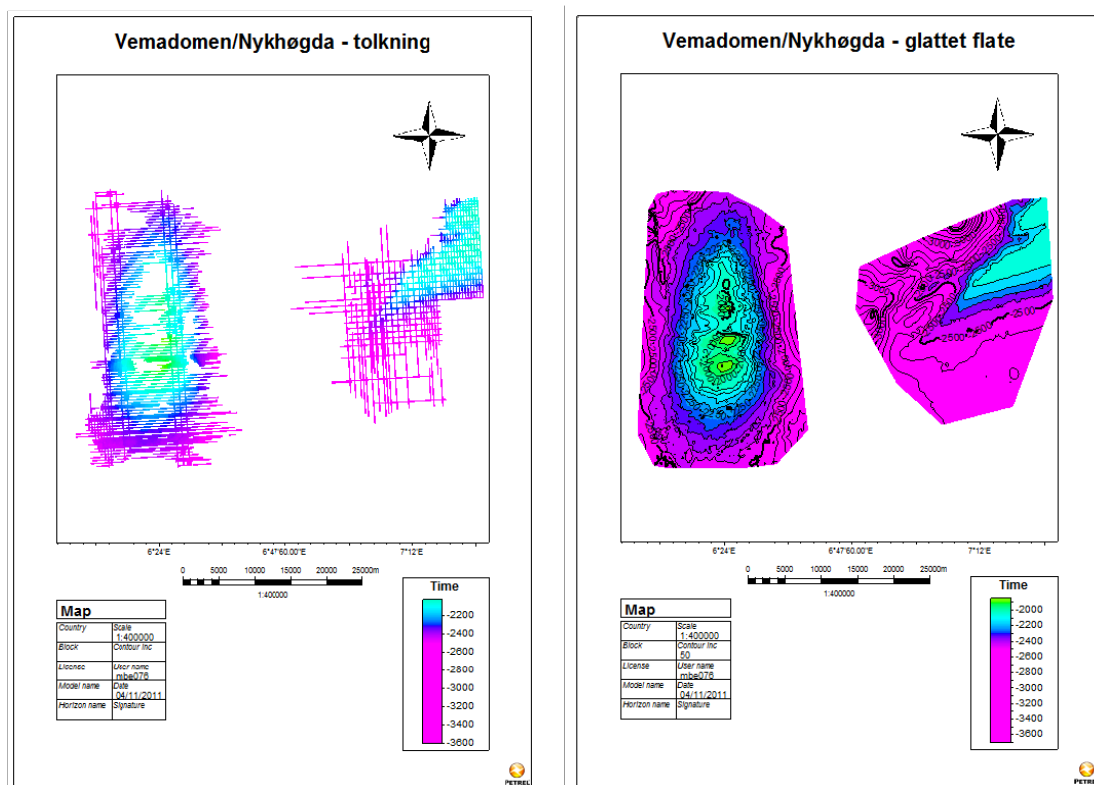 Vemadomen/Nykhøgda - tolkning
6°24'E 6°47'60.00"E 7°12'E
0 5000 10000 15000 20000 25000m
1:400000
Map
Country Scale
1:400000
Block Contour inc
License User name
mbe076
Model name Date
04/11/2011
Horizon name Signature
Time
-2200
-2400
-2600
-2800
-3000
-3200
-3400
-3600
PETREL
Vemadomen/Nykhøgda - glattet flate
-2500
-2500
-2500
-2500
6°24'E 6°47'60.00"E 7°12'E
0 5000 10000 15000 20000 25000m
1:400000
Map
Country Scale
1:400000
Block Contour inc
50
License User name
mbe076
Model name Date
04/11/2011
Horizon name Signature
Time
-2000
-2200
-2400
-2600
-2800
-3000
-3200
-3400
-3600
PETREL